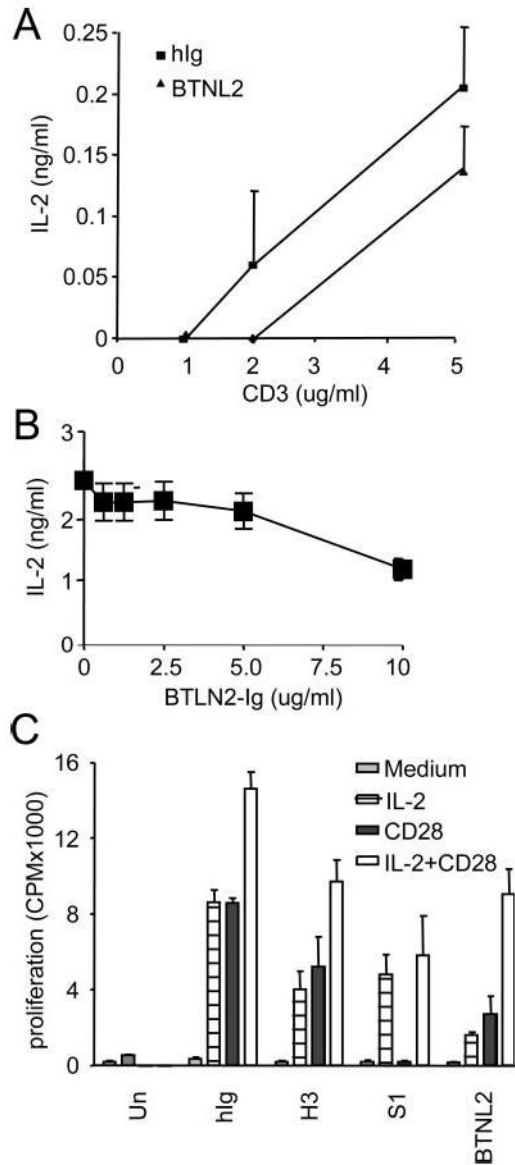 A
0.25
0.2
0.15
0.1
0.05
0
IL-2 (ng/ml)
hIg
BTNL2
0 1 2 3 4 5
CD3 (ug/ml)
B
3
2
1
0
IL-2 (ng/ml)
0 2.5 5.0 7.5 10
BTLN2-Ig (ug/ml)
C
16
12
8
4
0
proliferation (CPMx1000)
Medium
IL-2
CD28
IL-2+CD28
Un hIg H3 S1 BTNL2